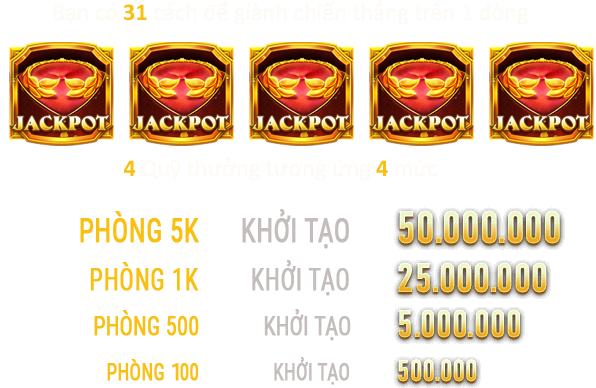 Bạn có 31 cách để giành chiến thắng trên 1 dòng
JACKPOT JACKPOT JACKPOT JACKPOT JACKPOT
4 Quỹ thưởng tương ứng 4 mức
PHÒNG 5K KHỞI TẠO 50.000.000
PHÒNG 1K KHỞI TẠO 25.000.000
PHÒNG 500 KHỞI TẠO 5.000.000
PHÒNG 100 KHỞI TẠO 500.000